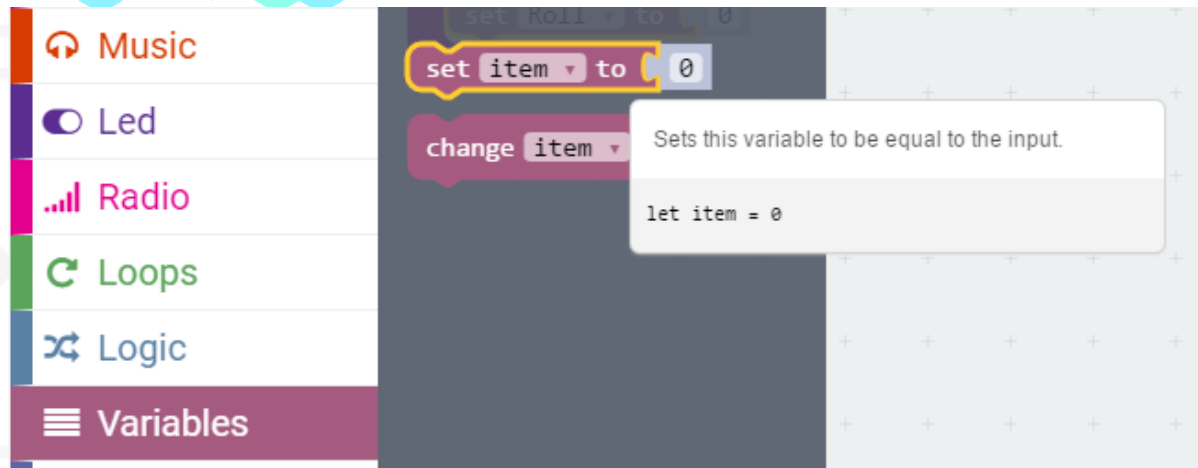 Music
Led
Radio
Loops
Logic
Variables
set Roll to 0
set item to 0
change item
Sets this variable to be equal to the input.
let item = 0